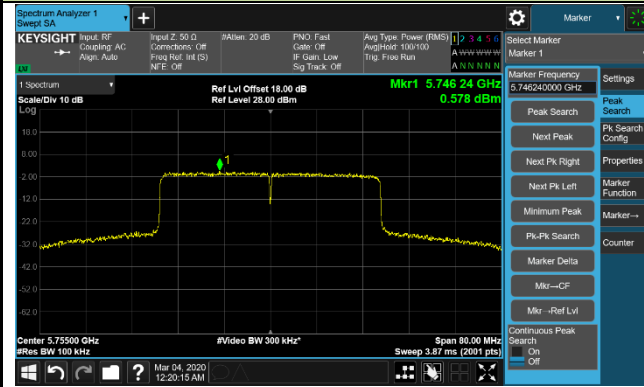 Spectrum Analyzer 1
Swept SA
Marker
KEYSIGHT
Input: RF
Coupling: AC
Align: Auto
Input Z: 50 Ω
Corrections: Off
Freq Ref: Int (S)
NFE: Off
#Atten: 20 dB
PNO: Fast
Gate: Off
IF Gain: Low
Sig Track: Off
Avg Type: Power (RMS)
Avg|Hold: 100/100
Trig: Free Run
1 2 3 4 5 6
A W W W W W
A N N N N N
Select Marker
Marker 1
1 Spectrum
Scale/Div 10 dB
Log
Ref Lvl Offset 18.00 dB
Ref Level 28.00 dBm
Mkr1 5.746 24 GHz
0.578 dBm
18.0
8.00
2.00
-12.0
-22.0
-32.0
-42.0
-52.0
-62.0
1
Center 5.75500 GHz
#Res BW 100 kHz
#Video BW 300 kHz*
Span 80.00 MHz
Sweep 3.87 ms (2001 pts)
Marker Frequency
5.746240000 GHz
Peak Search
Next Peak
Next Pk Right
Next Pk Left
Minimum Peak
Pk-Pk Search
Marker Delta
Mkr→CF
Mkr→Ref Lvl
Continuous Peak
Search
On
Off
Settings
Peak
Search
Pk Search
Config
Properties
Marker
Function
Marker→
Counter
Mar 04, 2020
12:20:15 AM